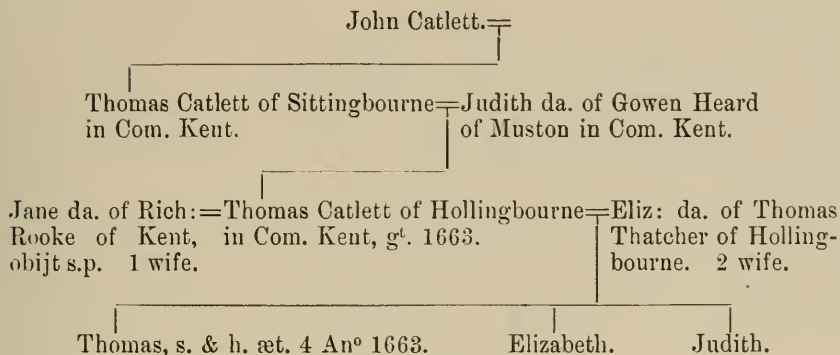 John Catlett.
Thomas Catlett of Sittingbourne=Judith da. of Gowen Heard
in Com. Kent. of Muston in Com. Kent.
Jane da. of Rich:=Thomas Catlett of Hollingbourne=Eliz: da. of Thomas
Rooke of Kent, in Com. Kent, gᵗ. 1663. Thatcher of Holling-
obijt s.p. 1 wife. bourne. 2 wife.
Thomas, s. & h. æt. 4 Anº 1663. Elizabeth. Judith.